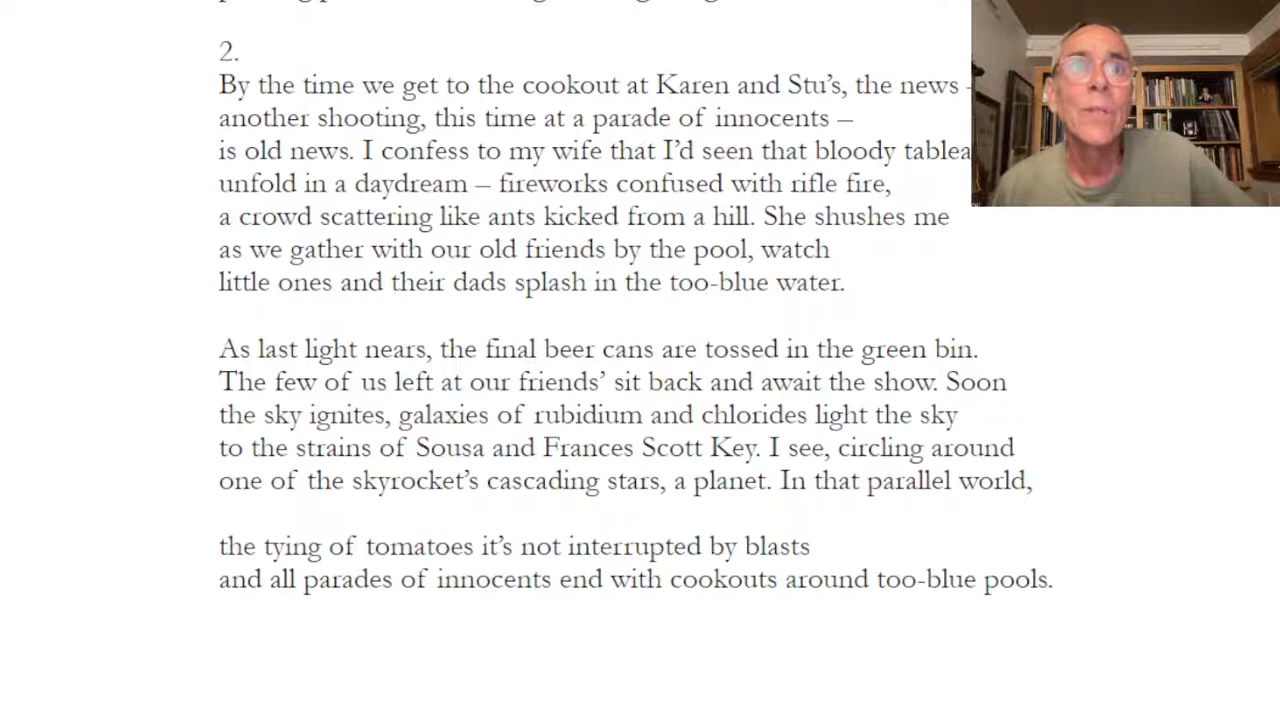 2.
By the time we get to the cookout at Karen and Stu’s, the news
another shooting, this time at a parade of innocents –
is old news. I confess to my wife that I’d seen that bloody tablea
unfold in a daydream – fireworks confused with rifle fire,
a crowd scattering like ants kicked from a hill. She shushes me
as we gather with our old friends by the pool, watch
little ones and their dads splash in the too-blue water.
As last light nears, the final beer cans are tossed in the green bin.
The few of us left at our friends’ sit back and await the show. Soon
the sky ignites, galaxies of rubidium and chlorides light the sky
to the strains of Sousa and Frances Scott Key. I see, circling around
one of the skyrocket’s cascading stars, a planet. In that parallel world,
the tying of tomatoes it’s not interrupted by blasts
and all parades of innocents end with cookouts around too-blue pools.